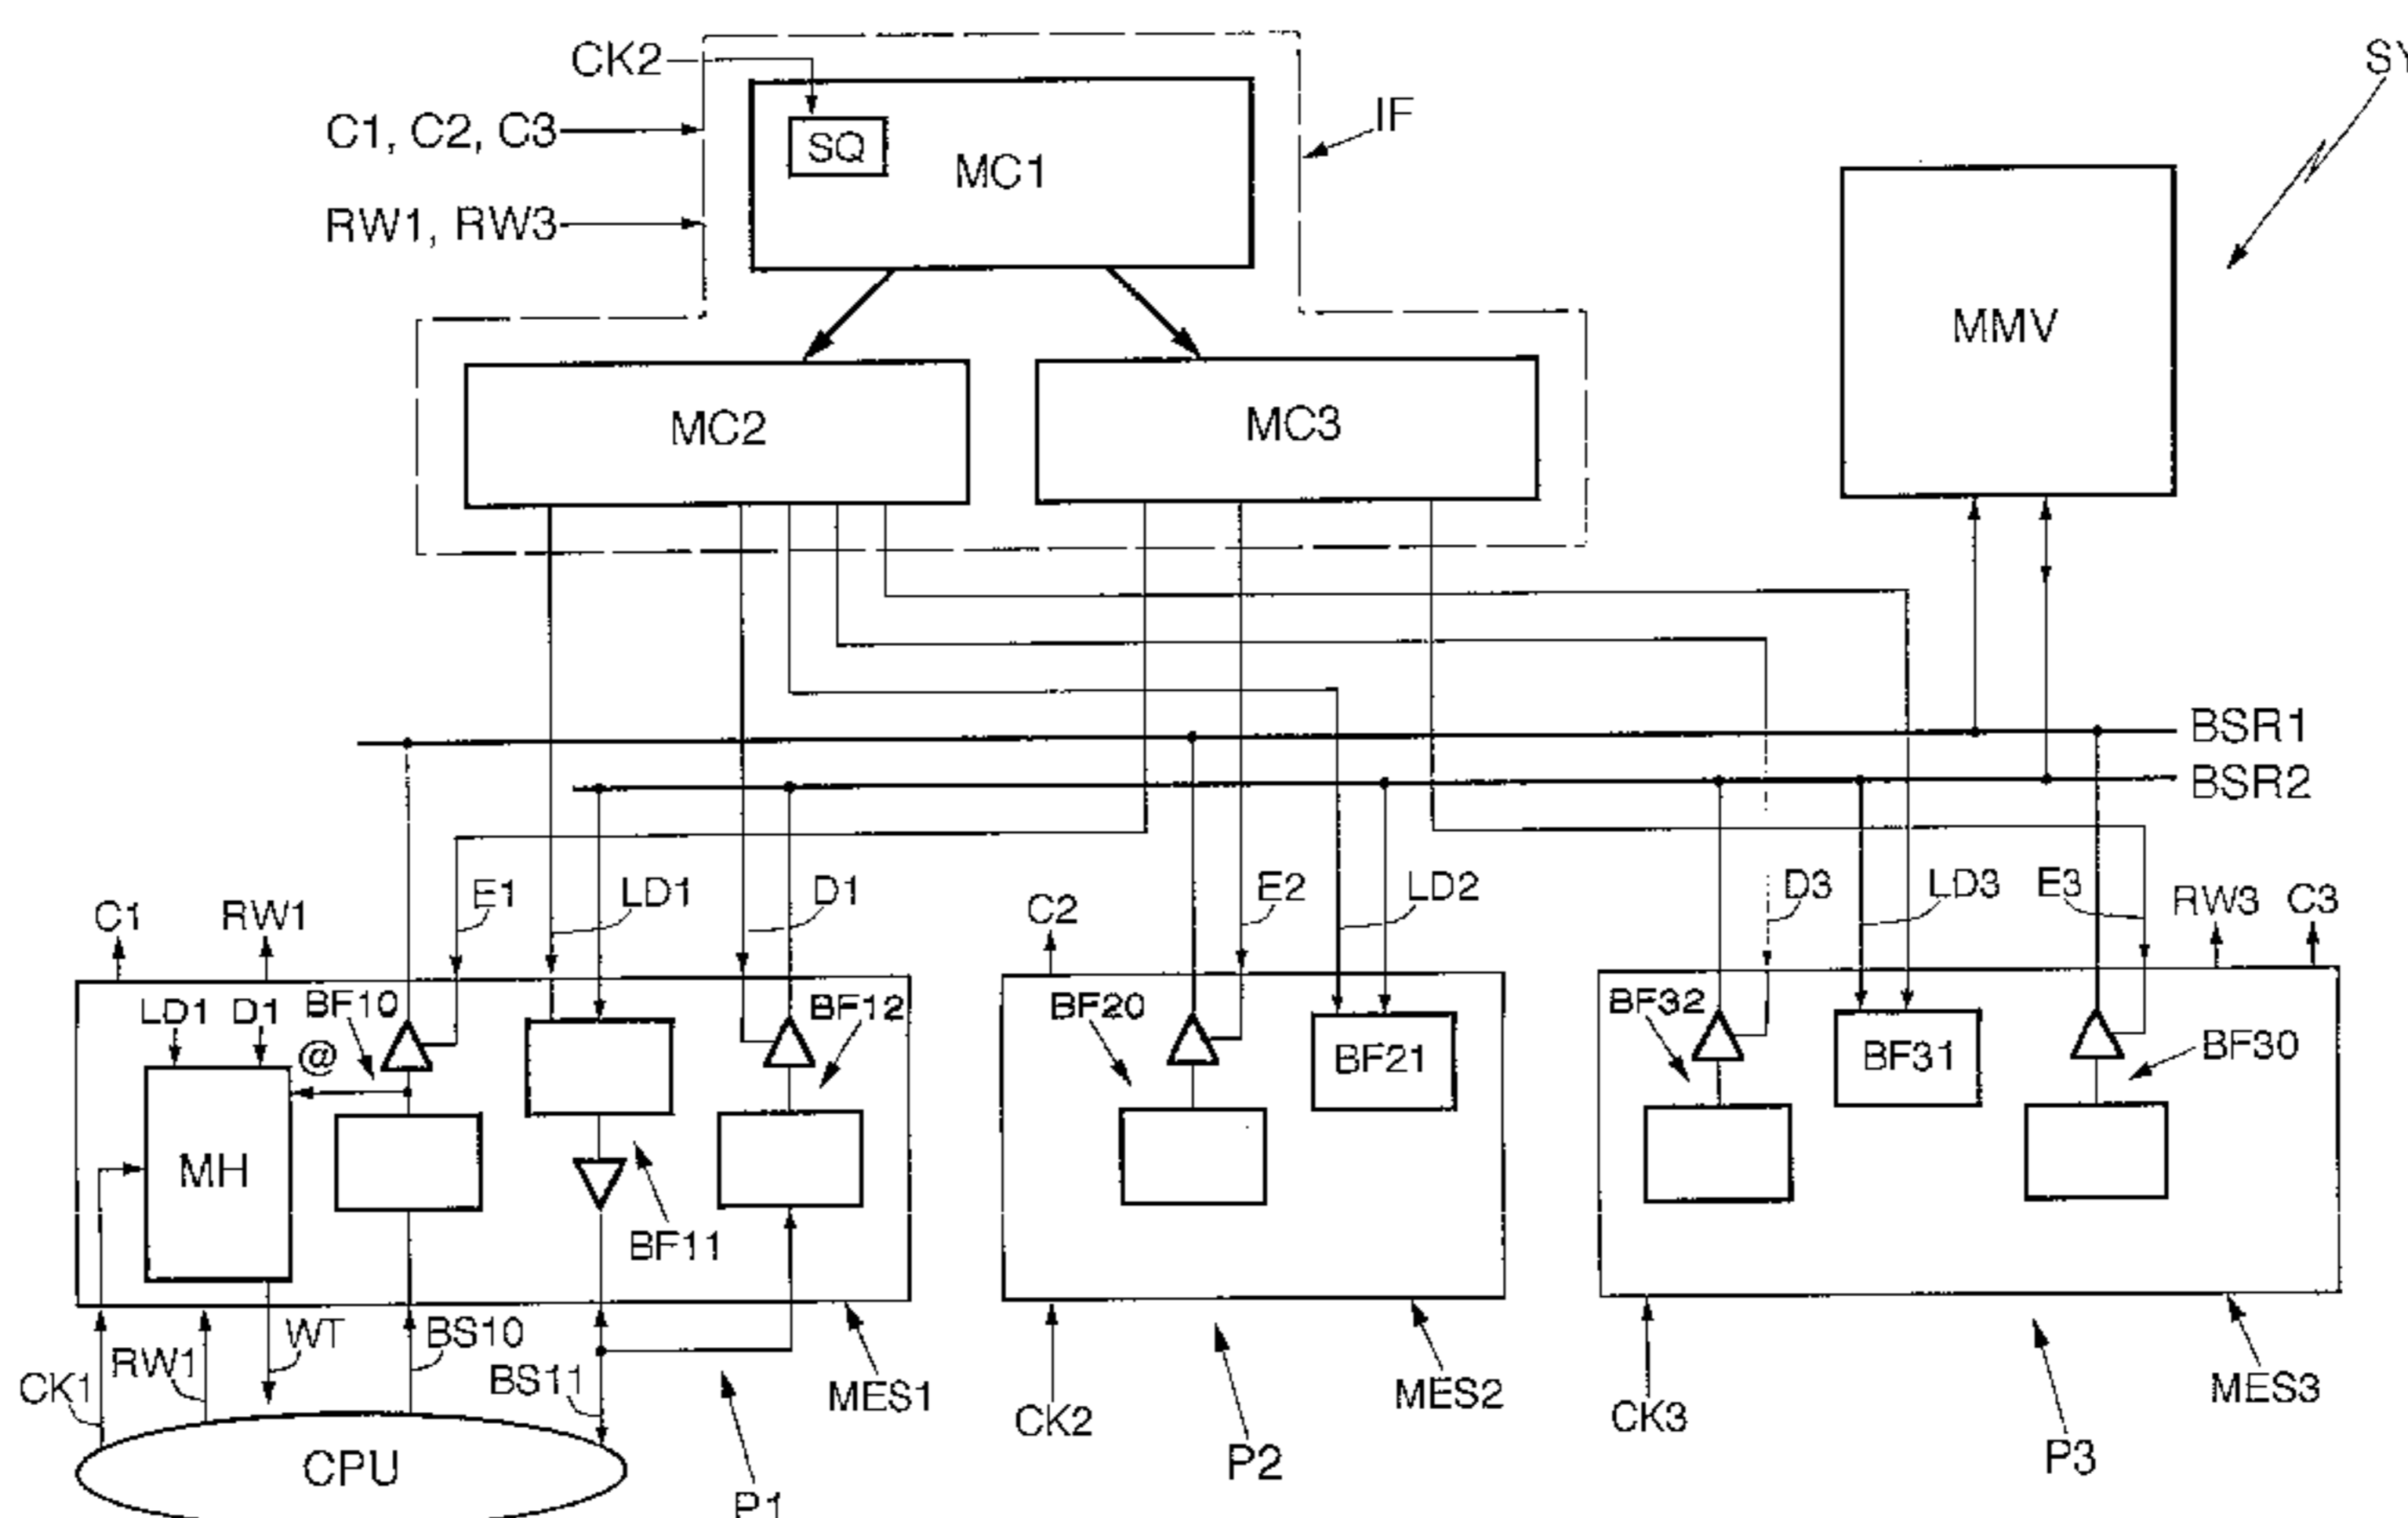 CK2
SY
C1, C2, C3
IF
SQ
MC1
RW1, RW3
MMV
MC2
MC3
BSR1
BSR2
C1
RW1
E1
LD1
D1
C2
E2
LD2
D3
LD3
E3
RW3
C3
LD1
D1
BF10
BF12
BF20
BF32
@
BF21
BF31
BF30
MH
BF11
WT
BS10
RW1
CK1
BS11
MES1
MES2
MES3
CK2
CK3
CPU
P1
P2
P3